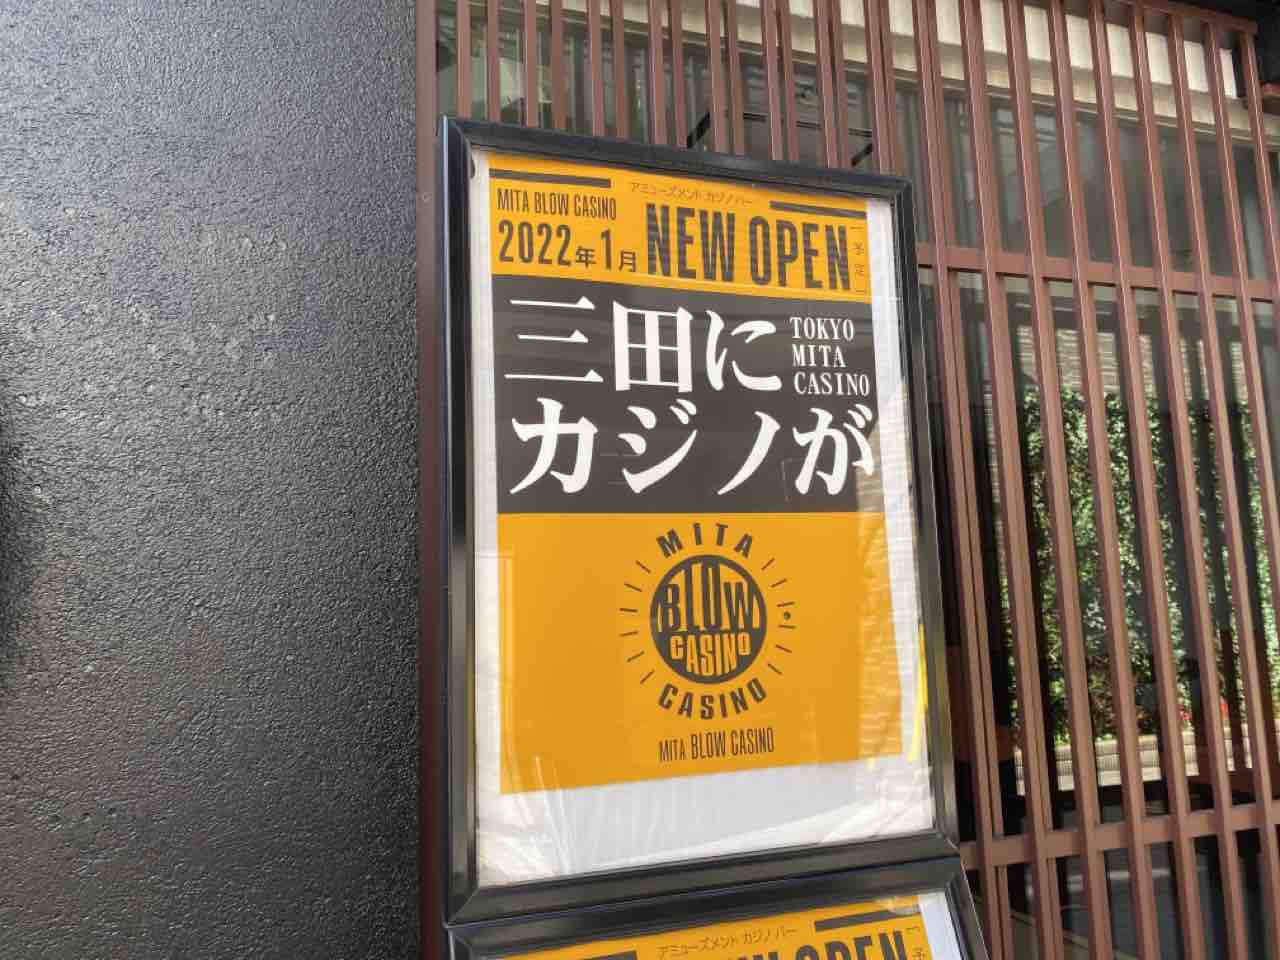 MITA BLOW CASINO
アミューズメント カジノ バー
2022年1月 NEW OPEN [予定]
三田に
カジノが
TOKYO
MITA
CASINO
MITA
BLOW
CASINO
CASINO
MITA BLOW CASINO
アミューズメント カジノ バー
OPEN